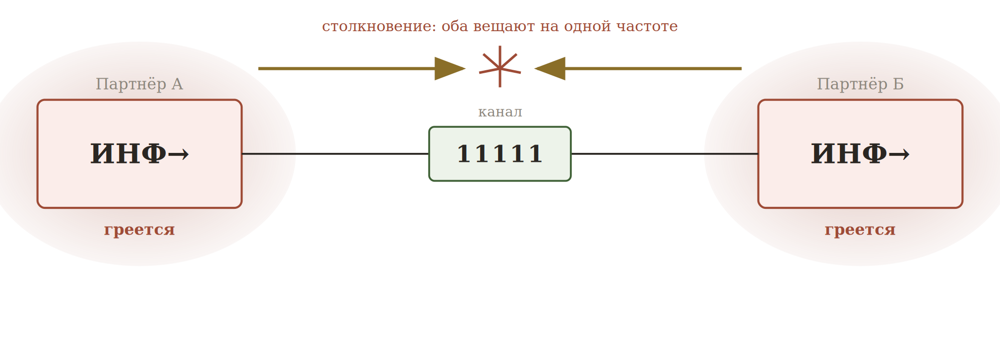 столкновение: оба вещают на одной частоте
Партнёр А
Партнёр Б
канал
ИНФ→
11111
ИНФ→
греется
греется